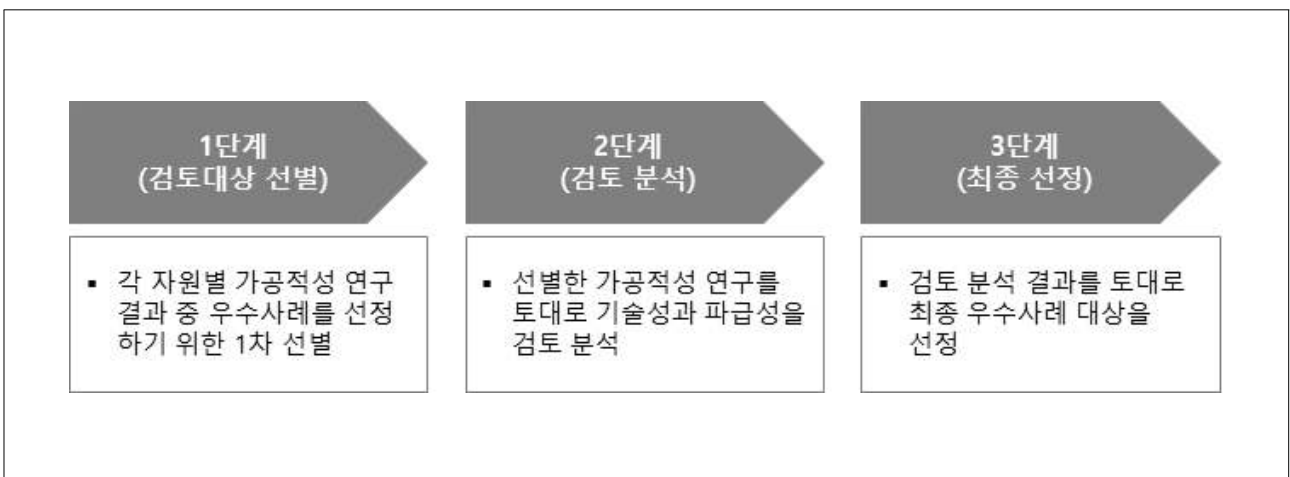 1단계
(검토대상 선별)
▪ 각 자원별 가공적성 연구
결과 중 우수사례를 선정
하기 위한 1차 선별
2단계
(검토 분석)
▪ 선별한 가공적성 연구를
토대로 기술성과 파급성을
검토 분석
3단계
(최종 선정)
▪ 검토 분석 결과를 토대로
최종 우수사례 대상을
선정